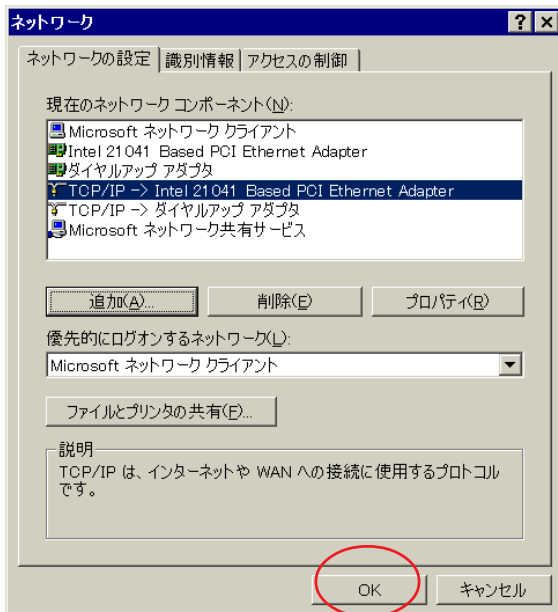 ネットワーク
ネットワークの設定 識別情報 アクセスの制御
現在のネットワーク コンポーネント(N):
Microsoft ネットワーク クライアント
Intel 21041 Based PCI Ethernet Adapter
ダイヤルアップ アダプタ
TCP/IP -> Intel 21041 Based PCI Ethernet Adapter
TCP/IP -> ダイヤルアップ アダプタ
Microsoft ネットワーク共有サービス
追加(A)... 削除(E) プロパティ(R)
優先的にログオンするネットワーク(L):
Microsoft ネットワーク クライアント
ファイルとプリンタの共有(F)...
説明
TCP/IP は、インターネットや WAN への接続に使用するプロトコル
です。
OK キャンセル